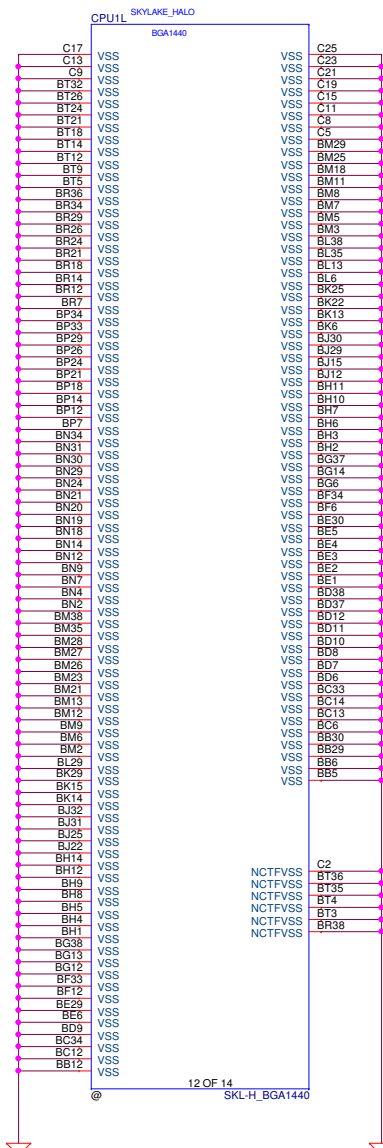 SKYLAKE_HALO
CPU1L
BGA1440
C17 VSS VSS C25
C13 VSS VSS C23
C9 VSS VSS C21
BT32 VSS VSS C19
BT26 VSS VSS C15
BT24 VSS VSS C11
BT21 VSS VSS C8
BT18 VSS VSS C5
BT14 VSS VSS BM29
BT12 VSS VSS BM25
BT9 VSS VSS BM18
BT5 VSS VSS BM11
BR36 VSS VSS BM8
BR34 VSS VSS BM7
BR29 VSS VSS BM5
BR26 VSS VSS BM3
BR24 VSS VSS BL38
BR21 VSS VSS BL35
BR18 VSS VSS BL13
BR14 VSS VSS BL6
BR12 VSS VSS BK25
BR7 VSS VSS BK22
BP34 VSS VSS BK13
BP33 VSS VSS BK6
BP29 VSS VSS BJ30
BP26 VSS VSS BJ29
BP24 VSS VSS BJ15
BP21 VSS VSS BJ12
BP18 VSS VSS BH11
BP14 VSS VSS BH10
BP12 VSS VSS BH7
BP7 VSS VSS BH6
BN34 VSS VSS BH3
BN31 VSS VSS BH2
BN30 VSS VSS BG37
BN29 VSS VSS BG14
BN24 VSS VSS BG6
BN21 VSS VSS BF34
BN20 VSS VSS BF6
BN19 VSS VSS BE30
BN18 VSS VSS BE5
BN14 VSS VSS BE4
BN12 VSS VSS BE3
BN9 VSS VSS BE2
BN7 VSS VSS BE1
BN4 VSS VSS BD38
BN2 VSS VSS BD37
BM38 VSS VSS BD12
BM35 VSS VSS BD11
BM28 VSS VSS BD10
BM27 VSS VSS BD8
BM26 VSS VSS BD7
BM23 VSS VSS BD6
BM21 VSS VSS BC33
BM13 VSS VSS BC14
BM12 VSS VSS BC13
BM9 VSS VSS BC6
BM6 VSS VSS BB30
BM2 VSS VSS BB29
BL29 VSS VSS BB6
BK29 VSS VSS BB5
BK15 VSS
BK14 VSS
BJ32 VSS
BJ31 VSS
BJ25 VSS
BJ22 VSS
BH14 VSS
BH12 VSS NCTFVSS C2
BH9 VSS NCTFVSS BT36
BH8 VSS NCTFVSS BT35
BH5 VSS NCTFVSS BT4
BH4 VSS NCTFVSS BT3
BH1 VSS NCTFVSS BR38
BG38 VSS
BG13 VSS
BG12 VSS
BF33 VSS
BF12 VSS
BE29 VSS
BE6 VSS
BD9 VSS
BC34 VSS
BC12 VSS
BB12 VSS
12 OF 14
@ SKL-H_BGA1440